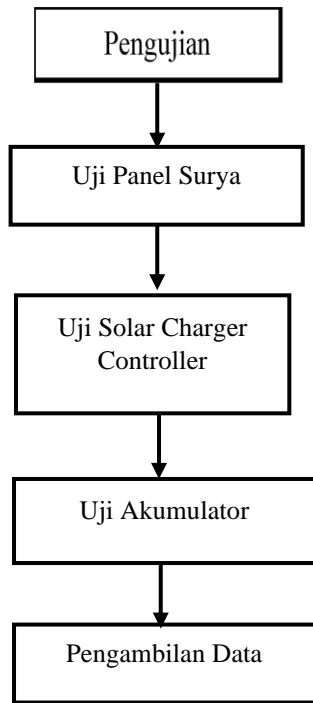 Pengujian
Uji Panel Surya
Uji Solar Charger
Controller
Uji Akumulator
Pengambilan Data